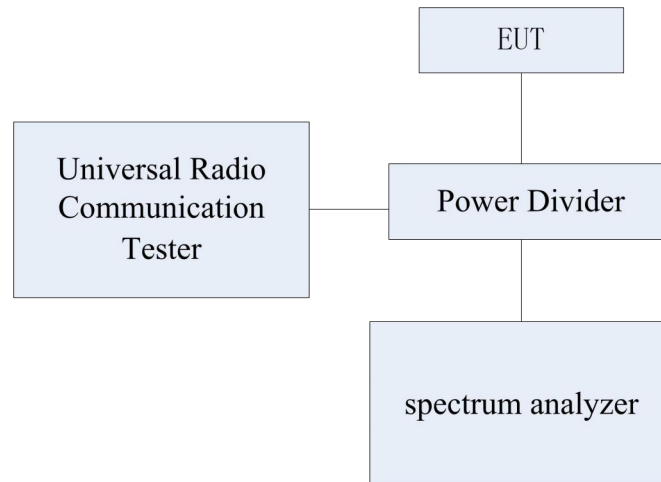 EUT
Universal Radio
Communication
Tester
Power Divider
spectrum analyzer